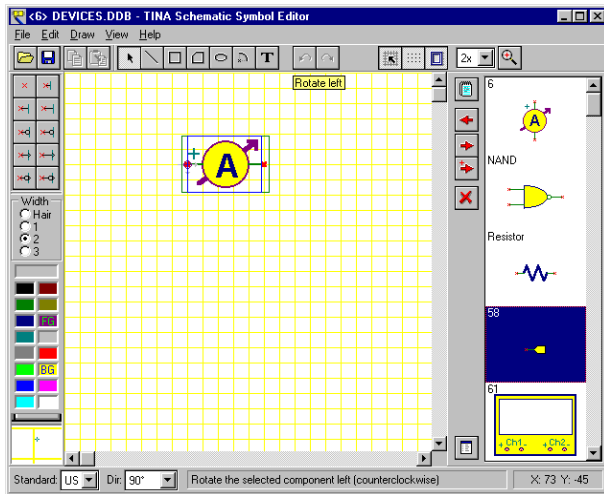 <6> DEVICES.DDB - TINA Schematic Symbol Editor
File Edit Draw View Help
T 2x
Rotate left
Width
Hair
1
2
3
FG
BG
A
6
A
NAND
Resistor
58
61
Ch1 Ch2
Standard: US Dir: 90° Rotate the selected component left (counterclockwise) X: 73 Y: -45